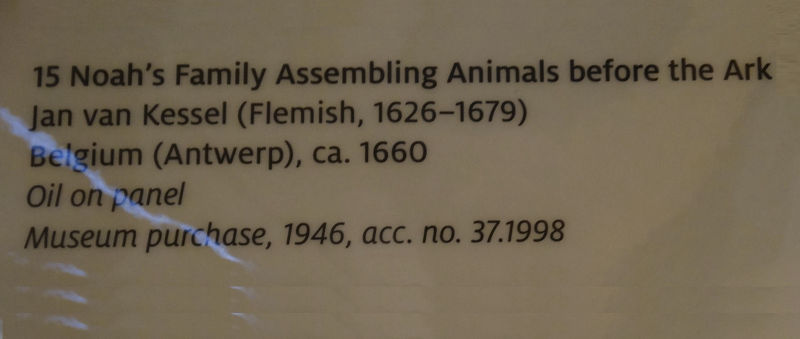 15 Noah's Family Assembling Animals before the Ark
Jan van Kessel (Flemish, 1626–1679)
Belgium (Antwerp), ca. 1660
Oil on panel
Museum purchase, 1946, acc. no. 37.1998